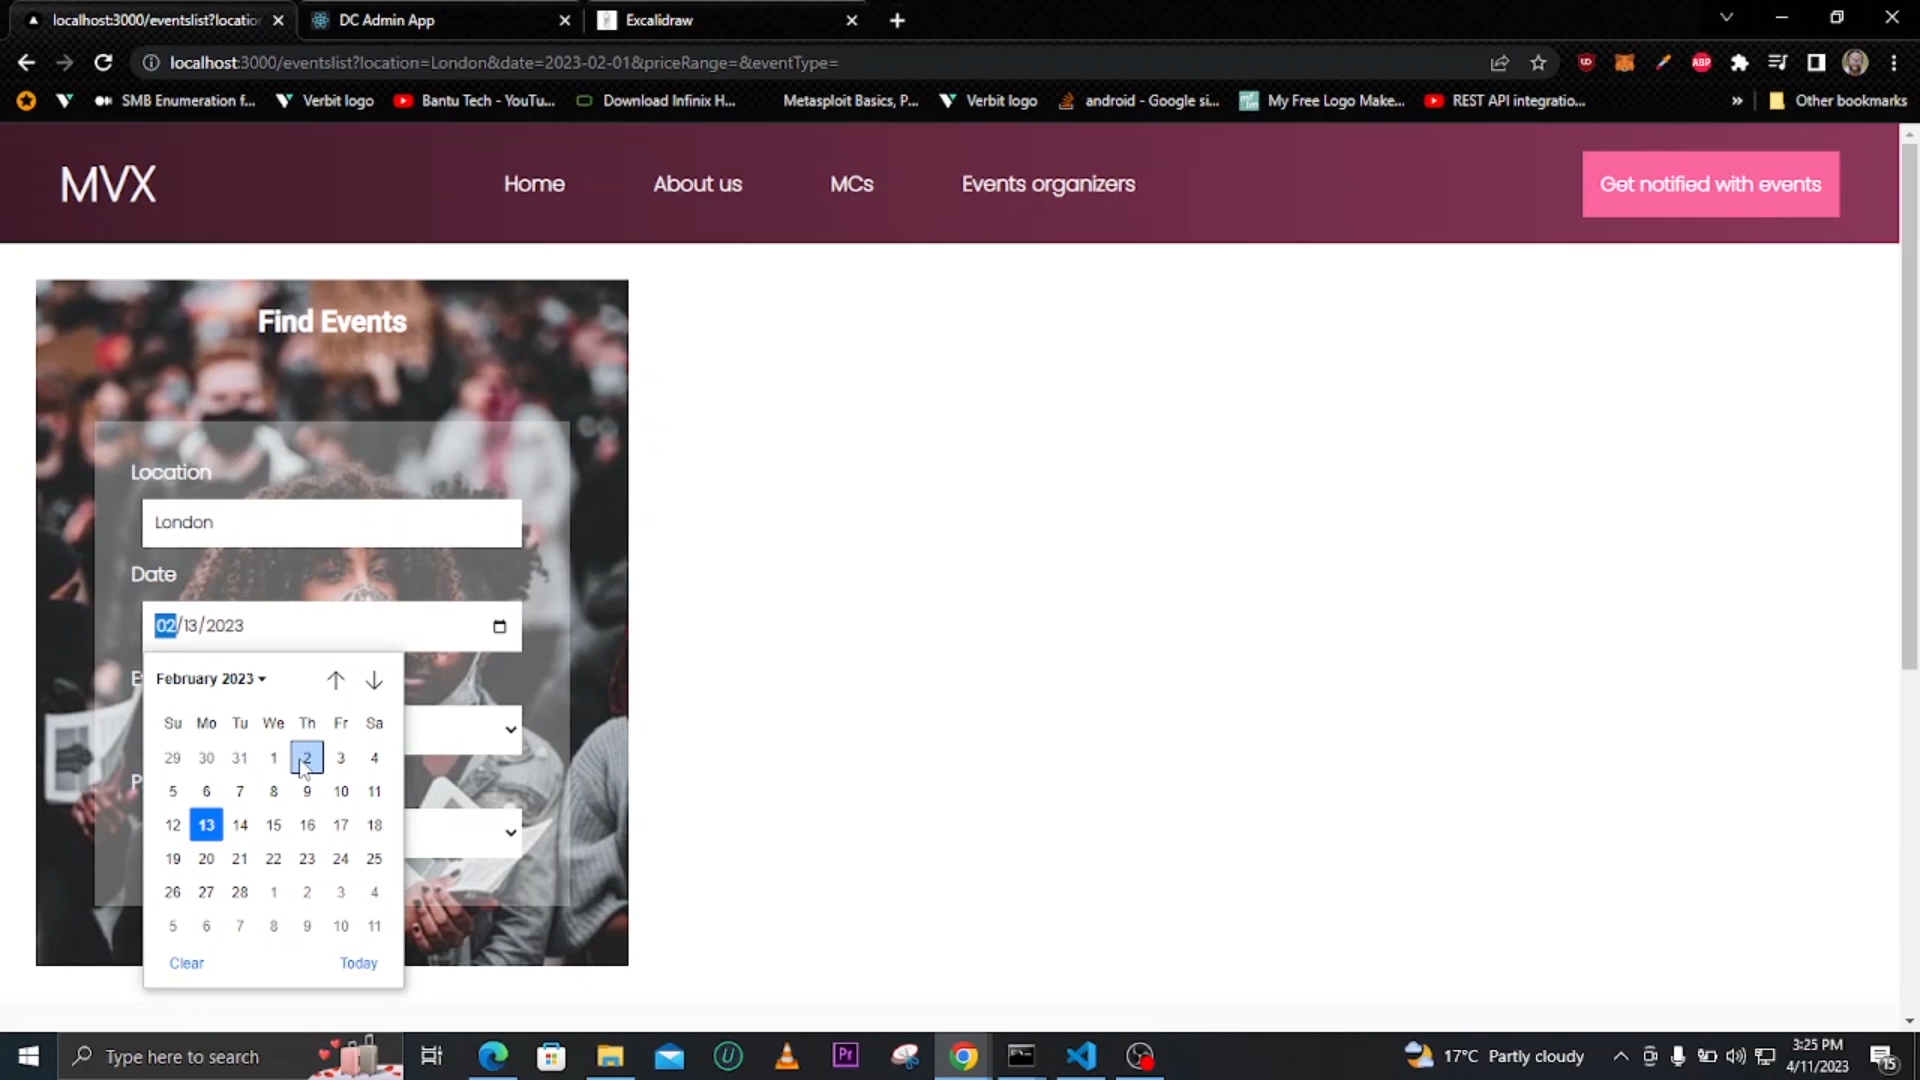 localhost:3000/eventslist?locatio
DC Admin App
Excalidraw
localhost:3000/eventslist?location=London&date=2023-02-01&priceRange=&eventType=
SMB Enumeration f...
Verbit logo
Bantu Tech - YouTu...
Download Infinix H...
Metasploit Basics, P...
Verbit logo
android - Google si...
My Free Logo Make...
REST API integratio...
»
Other bookmarks
MVX
Home
About us
MCs
Events organizers
Get notified with events
Find Events
Location
London
Date
02/13/2023
February 2023
Su Mo Tu We Th Fr Sa
29 30 31 1 2 3 4
5 6 7 8 9 10 11
12 13 14 15 16 17 18
19 20 21 22 23 24 25
26 27 28 1 2 3 4
5 6 7 8 9 10 11
Clear
Today
Type here to search
17°C Partly cloudy
3:25 PM
4/11/2023
15